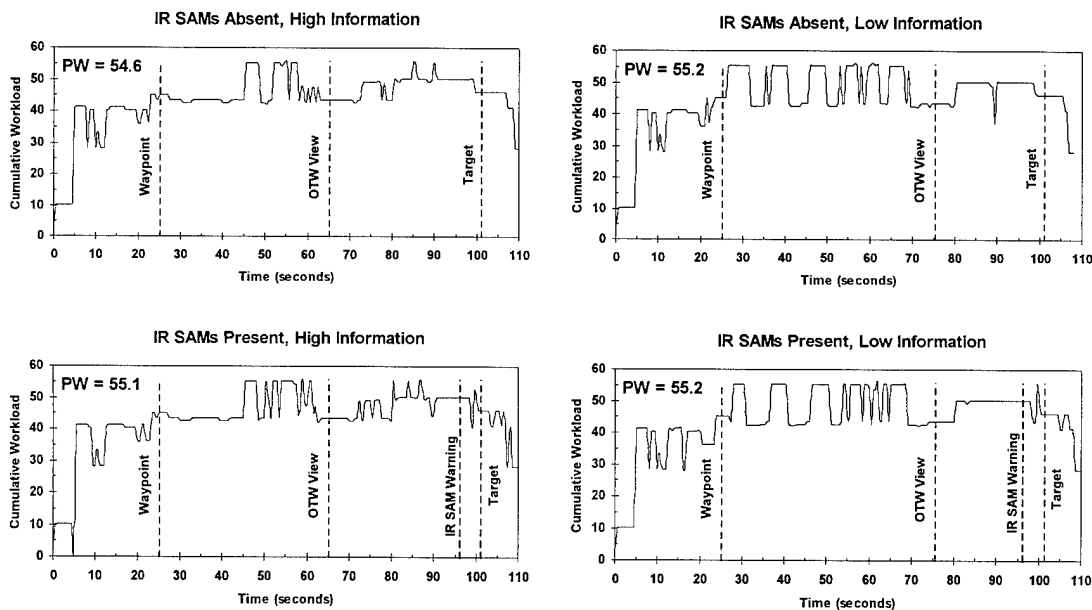 IR SAMs Absent, High Information
60
50
40
30
20
10
0
Cumulative Workload
PW = 54.6
Waypoint
OTW View
Target
0 10 20 30 40 50 60 70 80 90 100 110
Time (seconds)
IR SAMs Absent, Low Information
60
50
40
30
20
10
0
Cumulative Workload
PW = 55.2
Waypoint
OTW View
Target
0 10 20 30 40 50 60 70 80 90 100 110
Time (seconds)
IR SAMs Present, High Information
60
50
40
30
20
10
0
Cumulative Workload
PW = 55.1
Waypoint
OTW View
IR SAM Warning
Target
0 10 20 30 40 50 60 70 80 90 100 110
Time (seconds)
IR SAMs Present, Low Information
60
50
40
30
20
10
0
Cumulative Workload
PW = 55.2
Waypoint
OTW View
IR SAM Warning
Target
0 10 20 30 40 50 60 70 80 90 100 110
Time (seconds)